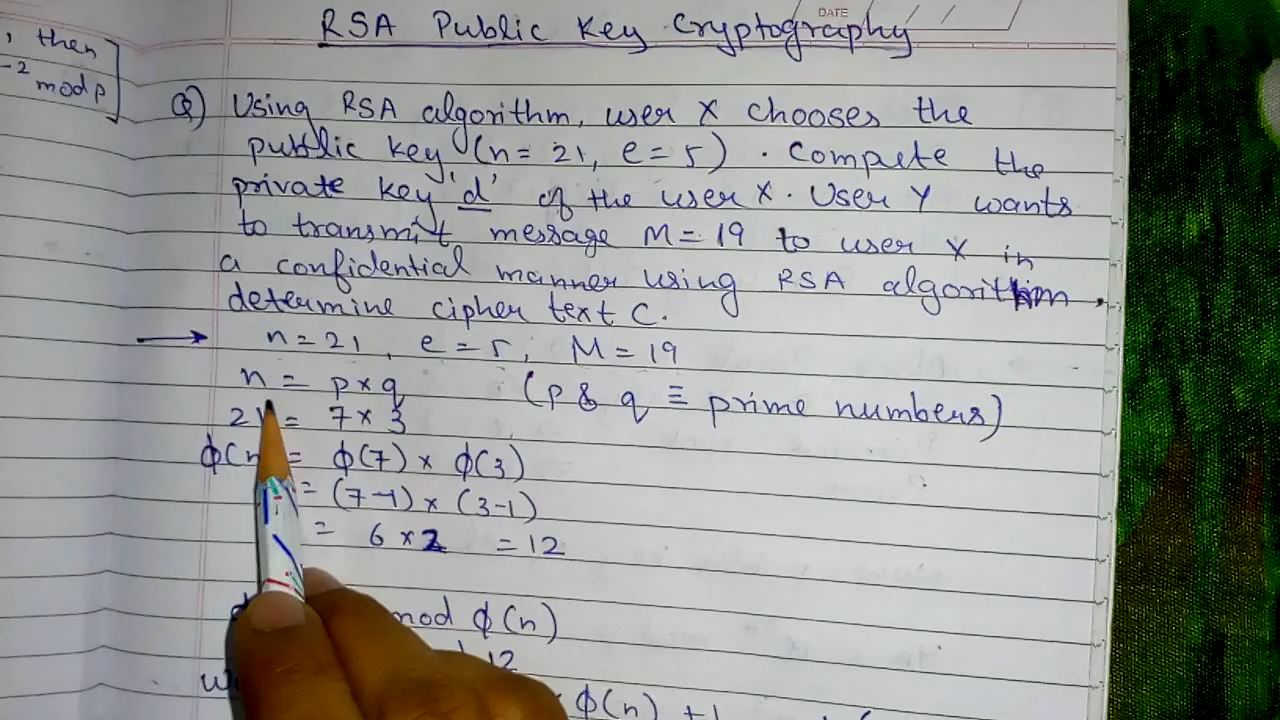 DATE
RSA Public Key Cryptography
, then
-2 mod p
Q) Using RSA algorithm, user X chooses the
public key (n = 21, e = 5). Compute the
private key 'd' of the user X. User Y wants
to transmit message M = 19 to user X in
a confidential manner using RSA algorithm.
determine cipher text C.
→ n = 21, e = 5, M = 19
n = p × q (p & q ≡ prime numbers)
21 = 7 × 3
ϕ(n) = ϕ(7) × ϕ(3)
= (7-1) × (3-1)
= 6 × 2 = 12
mod ϕ(n)
12
ϕ(n) + 1